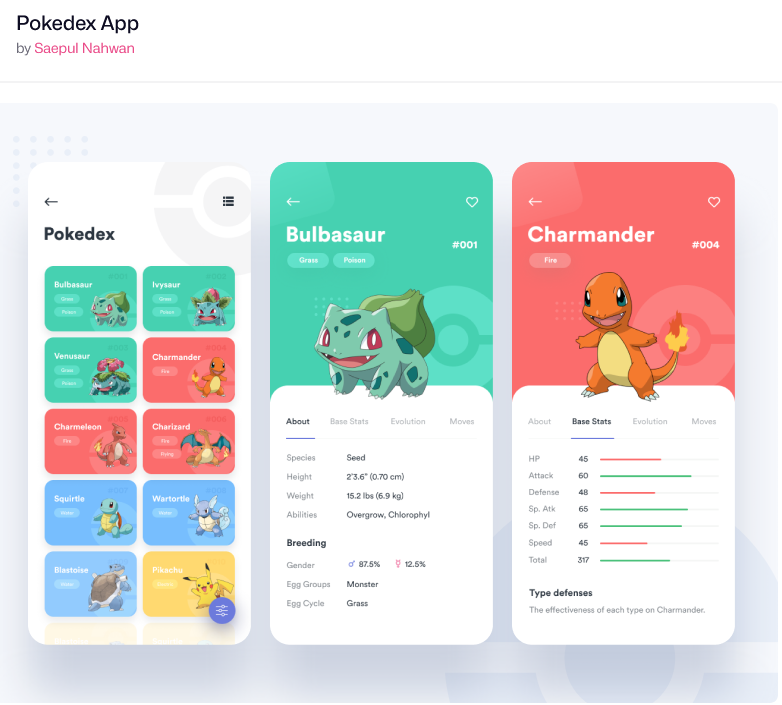 Pokedex App
by Saepul Nahwan
Pokedex
Bulbasaur
Grass
Poison
#001
Ivysaur
Grass
Poison
Venusaur
Grass
Poison
Charmander
Fire
Charmeleon
Fire
Charizard
Fire
Flying
Squirtle
Water
Wartortle
Water
Blastoise
Water
Pikachu
Bulbasaur
#001
Grass Poison
About Base Stats Evolution Moves
Species Seed
Height 2'3.6" (0.70 cm)
Weight 15.2 lbs (6.9 kg)
Abilities Overgrow, Chlorophyl
Breeding
Gender ♂ 87.5% ♀ 12.5%
Egg Groups Monster
Egg Cycle Grass
Charmander
#004
Fire
About Base Stats Evolution Moves
HP 45
Attack 60
Defense 48
Sp. Atk 65
Sp. Def 65
Speed 45
Total 317
Type defenses
The effectiveness of each type on Charmander.